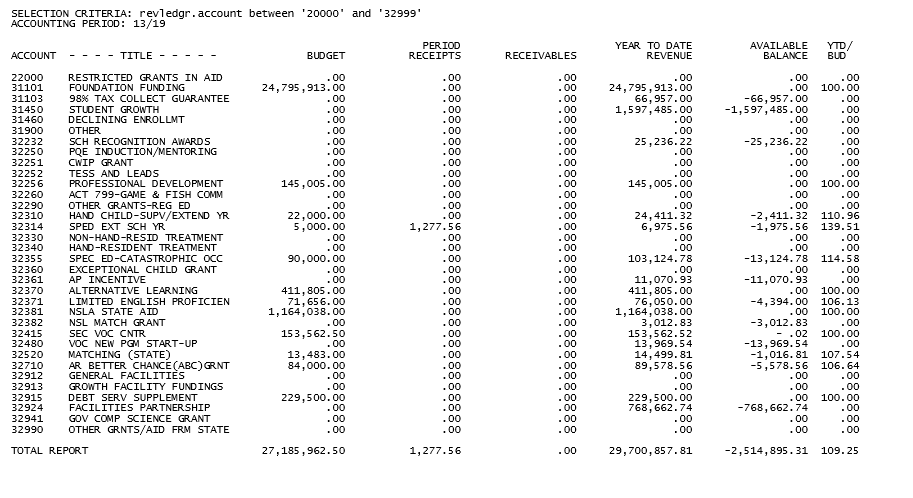 SELECTION CRITERIA: revledgr.account between '20000' and '32999'
ACCOUNTING PERIOD: 13/19
PERIOD YEAR TO DATE AVAILABLE YTD/
ACCOUNT - - - - TITLE - - - - - BUDGET RECEIPTS RECEIVABLES REVENUE BALANCE BUD
22000 RESTRICTED GRANTS IN AID .00 .00 .00 .00 .00 .00
31101 FOUNDATION FUNDING 24,795,913.00 .00 .00 24,795,913.00 .00 100.00
31103 98% TAX COLLECT GUARANTEE .00 .00 .00 66,957.00 -66,957.00 .00
31450 STUDENT GROWTH .00 .00 .00 1,597,485.00 -1,597,485.00 .00
31460 DECLINING ENROLLMT .00 .00 .00 .00 .00 .00
31900 OTHER .00 .00 .00 .00 .00 .00
32232 SCH RECOGNITION AWARDS .00 .00 .00 25,236.22 -25,236.22 .00
32250 PQE INDUCTION/MENTORING .00 .00 .00 .00 .00 .00
32251 CWIP GRANT .00 .00 .00 .00 .00 .00
32252 TESS AND LEADS .00 .00 .00 .00 .00 .00
32256 PROFESSIONAL DEVELOPMENT 145,005.00 .00 .00 145,005.00 .00 100.00
32260 ACT 799-GAME & FISH COMM .00 .00 .00 .00 .00 .00
32290 OTHER GRANTS-REG ED .00 .00 .00 .00 .00 .00
32310 HAND CHILD-SUPV/EXTEND YR 22,000.00 .00 .00 24,411.32 -2,411.32 110.96
32314 SPED EXT SCH YR 5,000.00 1,277.56 .00 6,975.56 -1,975.56 139.51
32330 NON-HAND-RESID TREATMENT .00 .00 .00 .00 .00 .00
32340 HAND-RESIDENT TREATMENT .00 .00 .00 .00 .00 .00
32355 SPEC ED-CATASTROPHIC OCC 90,000.00 .00 .00 103,124.78 -13,124.78 114.58
32360 EXCEPTIONAL CHILD GRANT .00 .00 .00 .00 .00 .00
32361 AP INCENTIVE .00 .00 .00 11,070.93 -11,070.93 .00
32370 ALTERNATIVE LEARNING 411,805.00 .00 .00 411,805.00 .00 100.00
32371 LIMITED ENGLISH PROFICIEN 71,656.00 .00 .00 76,050.00 -4,394.00 106.13
32381 NSLA STATE AID 1,164,038.00 .00 .00 1,164,038.00 .00 100.00
32382 NSL MATCH GRANT .00 .00 .00 3,012.83 -3,012.83 .00
32415 SEC VOC CNTR 153,562.50 .00 .00 153,562.52 - .02 100.00
32480 VOC NEW PGM START-UP .00 .00 .00 13,969.54 -13,969.54 .00
32520 MATCHING (STATE) 13,483.00 .00 .00 14,499.81 -1,016.81 107.54
32710 AR BETTER CHANCE(ABC)GRNT 84,000.00 .00 .00 89,578.56 -5,578.56 106.64
32912 GENERAL FACILITIES .00 .00 .00 .00 .00 .00
32913 GROWTH FACILITY FUNDINGS .00 .00 .00 .00 .00 .00
32915 DEBT SERV SUPPLEMENT 229,500.00 .00 .00 229,500.00 .00 100.00
32924 FACILITIES PARTNERSHIP .00 .00 .00 768,662.74 -768,662.74 .00
32941 GOV COMP SCIENCE GRANT .00 .00 .00 .00 .00 .00
32990 OTHER GRNTS/AID FRM STATE .00 .00 .00 .00 .00 .00
TOTAL REPORT 27,185,962.50 1,277.56 .00 29,700,857.81 -2,514,895.31 109.25